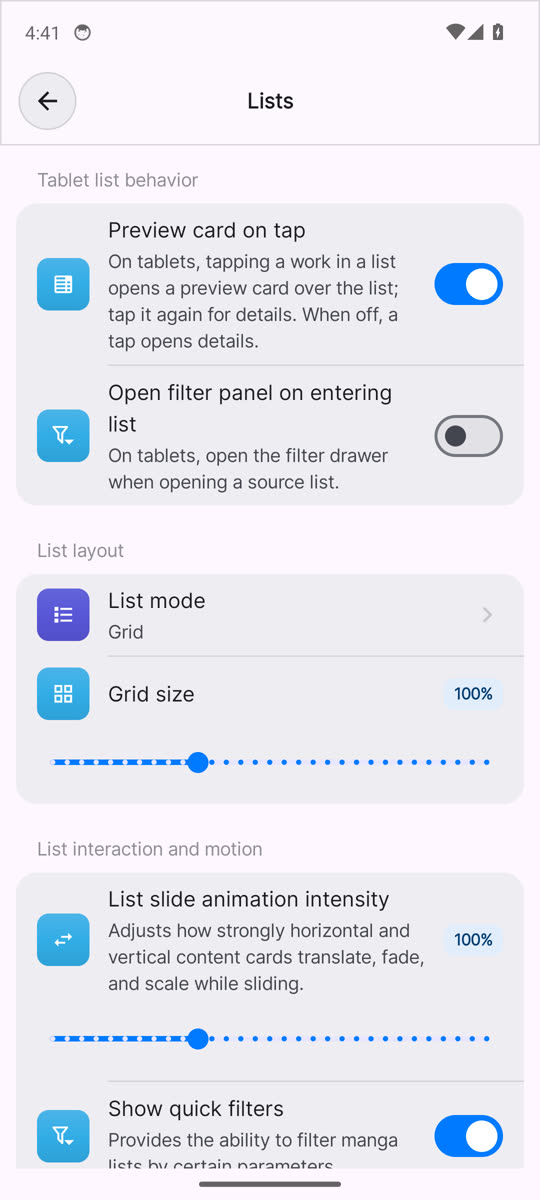 4:41
Lists
Tablet list behavior
Preview card on tap
On tablets, tapping a work in a list
opens a preview card over the list;
tap it again for details. When off, a
tap opens details.
Open filter panel on entering
list
On tablets, open the filter drawer
when opening a source list.
List layout
List mode
Grid
Grid size
100%
List interaction and motion
List slide animation intensity
Adjusts how strongly horizontal and
vertical content cards translate, fade,
and scale while sliding.
100%
Show quick filters
Provides the ability to filter manga
lists by certain parameters